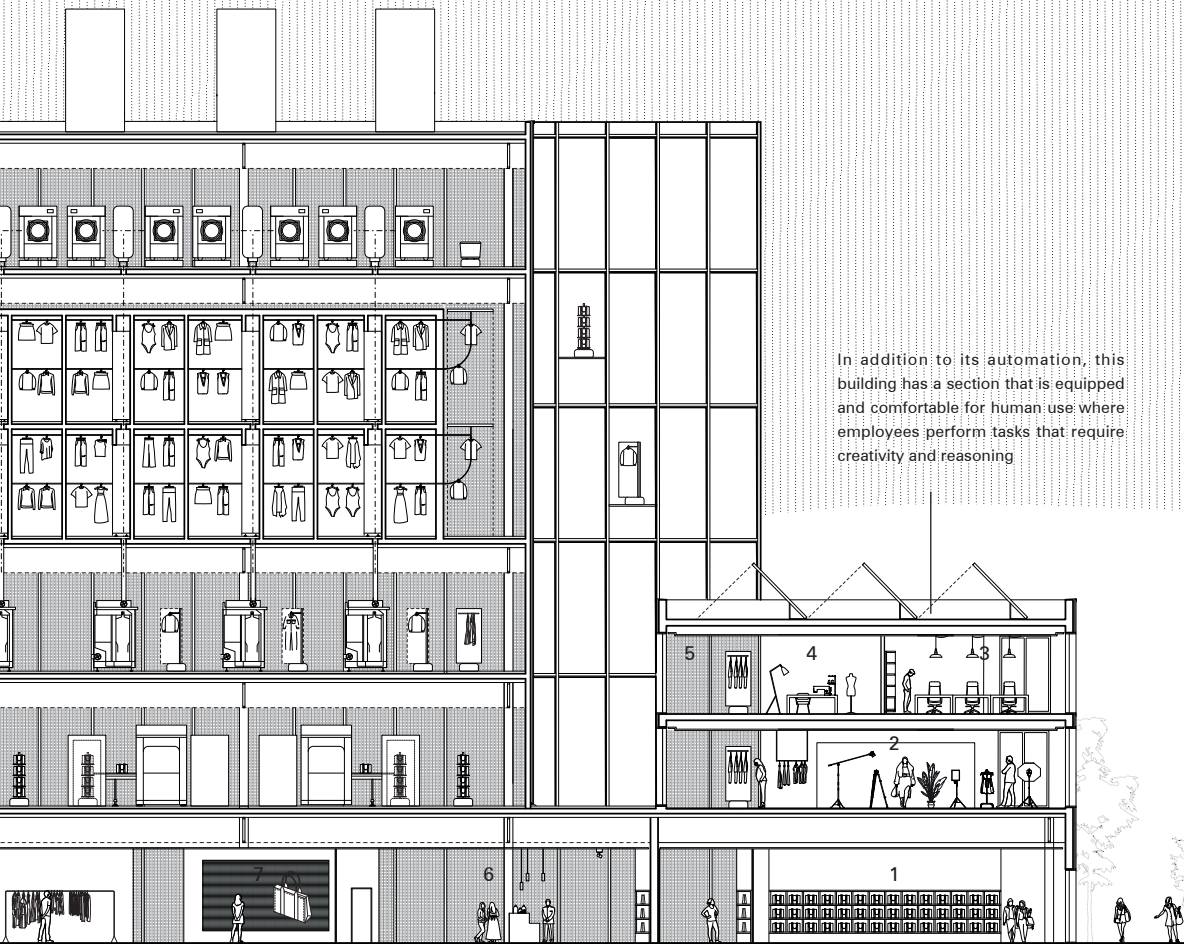 In addition to its automation, this
building has a section that is equipped
and comfortable for human use where
employees perform tasks that require
creativity and reasoning
5
4
3
2
7
6
1